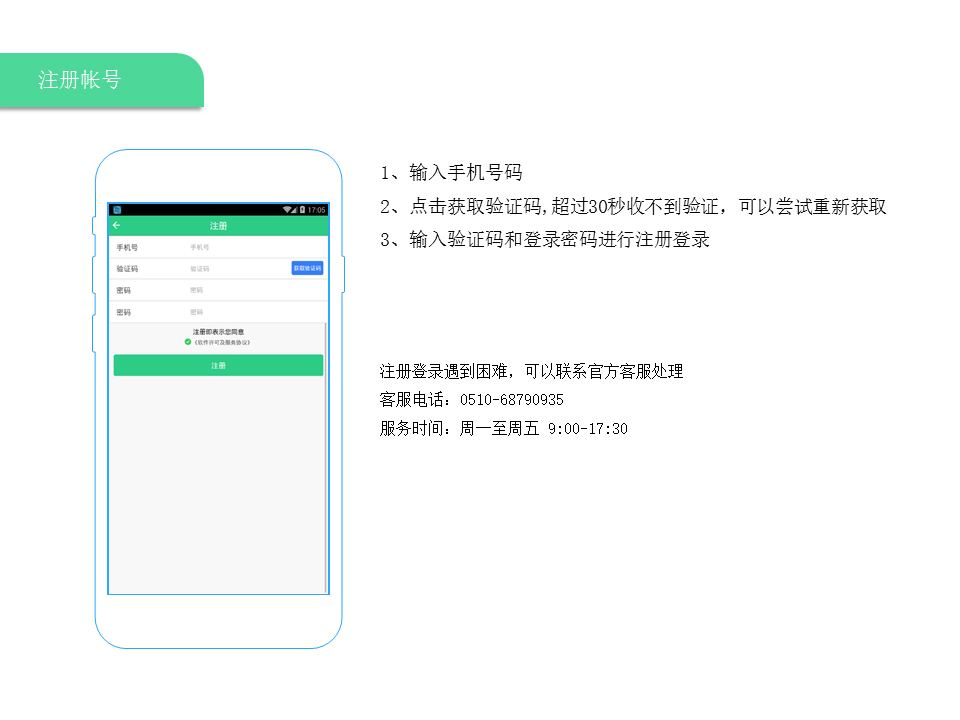 注册帐号
17:05
注册
手机号 手机号
验证码 验证码 获取验证码
密码 密码
密码 密码
注册即表示您同意
《软件许可及服务协议》
注册
1、输入手机号码
2、点击获取验证码,超过30秒收不到验证，可以尝试重新获取
3、输入验证码和登录密码进行注册登录
注册登录遇到困难，可以联系官方客服处理
客服电话：0510-68790935
服务时间：周一至周五 9:00-17:30